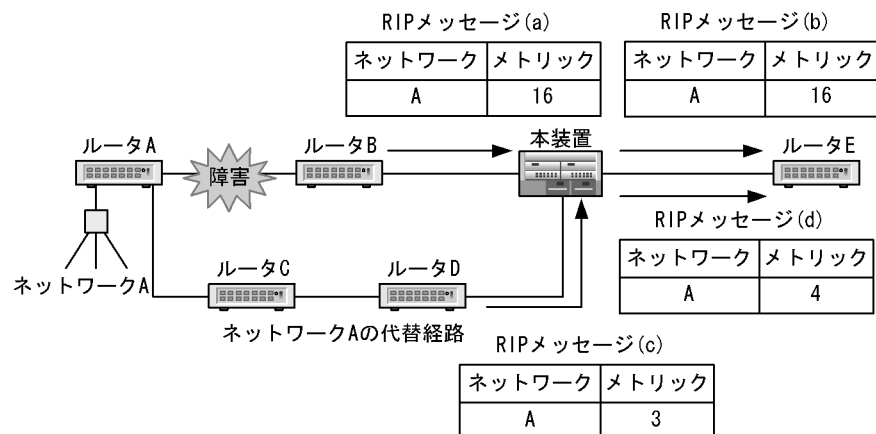 RIPメッセージ(a)
ネットワーク メトリック
A 16
RIPメッセージ(b)
ネットワーク メトリック
A 16
ルータA
障害
ルータB
本装置
ルータE
ネットワークA
ルータC
ルータD
ネットワークAの代替経路
RIPメッセージ(d)
ネットワーク メトリック
A 4
RIPメッセージ(c)
ネットワーク メトリック
A 3